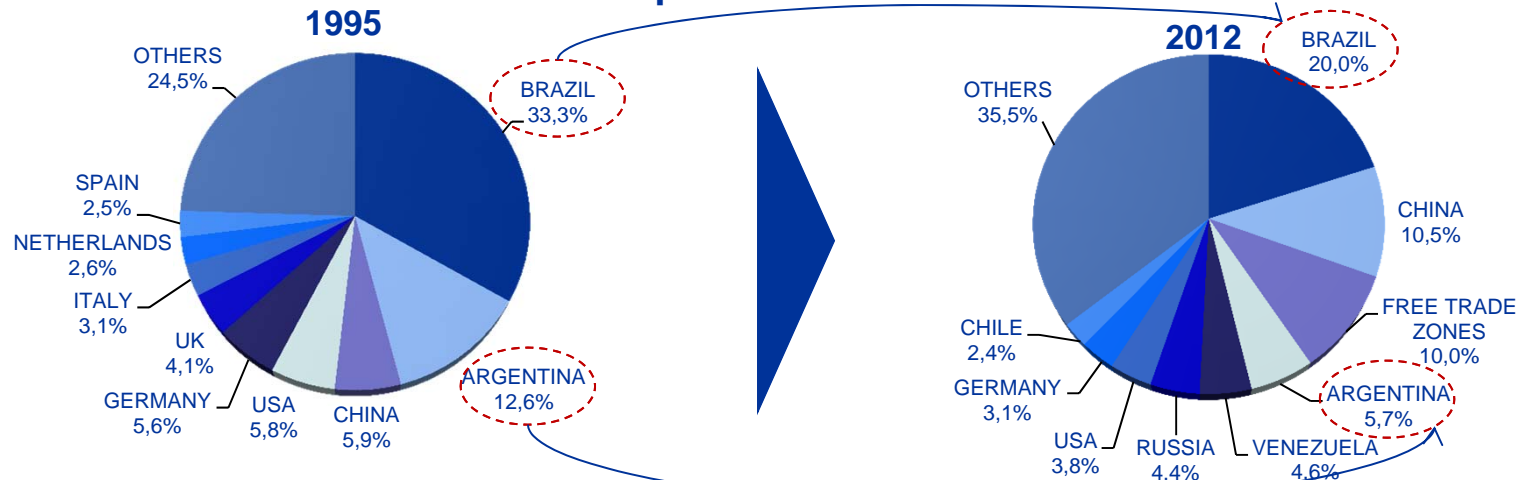 1995
OTHERS
24,5%
BRAZIL
33,3%
SPAIN
2,5%
NETHERLANDS
2,6%
ITALY
3,1%
UK
4,1%
GERMANY
5,6%
USA
5,8%
CHINA
5,9%
ARGENTINA
12,6%
2012
BRAZIL
20,0%
OTHERS
35,5%
CHINA
10,5%
FREE TRADE
ZONES
10,0%
CHILE
2,4%
GERMANY
3,1%
ARGENTINA
5,7%
USA
3,8%
RUSSIA
4,4%
VENEZUELA
4,6%